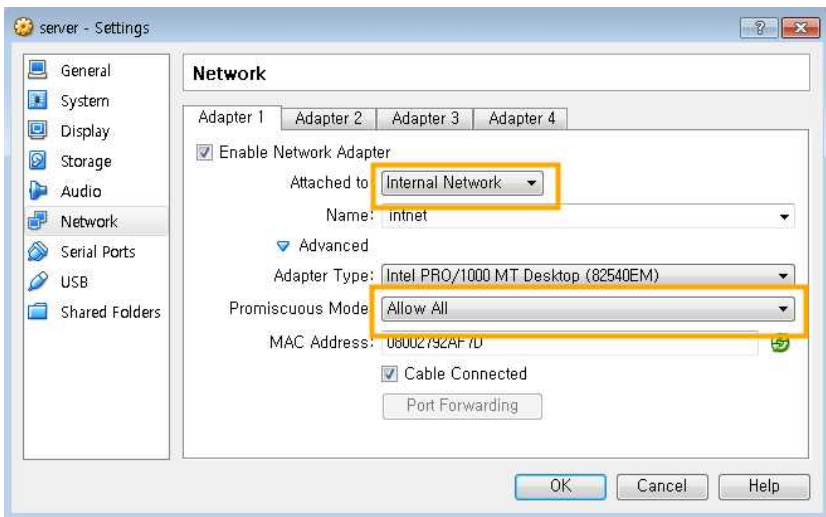 server - Settings
General
System
Display
Storage
Audio
Network
Serial Ports
USB
Shared Folders
Network
Adapter 1 Adapter 2 Adapter 3 Adapter 4
Enable Network Adapter
Attached to Internal Network
Name: intnet
Advanced
Adapter Type: Intel PRO/1000 MT Desktop (82540EM)
Promiscuous Mode Allow All
MAC Address: 08002792AF7D
Cable Connected
Port Forwarding
OK Cancel Help